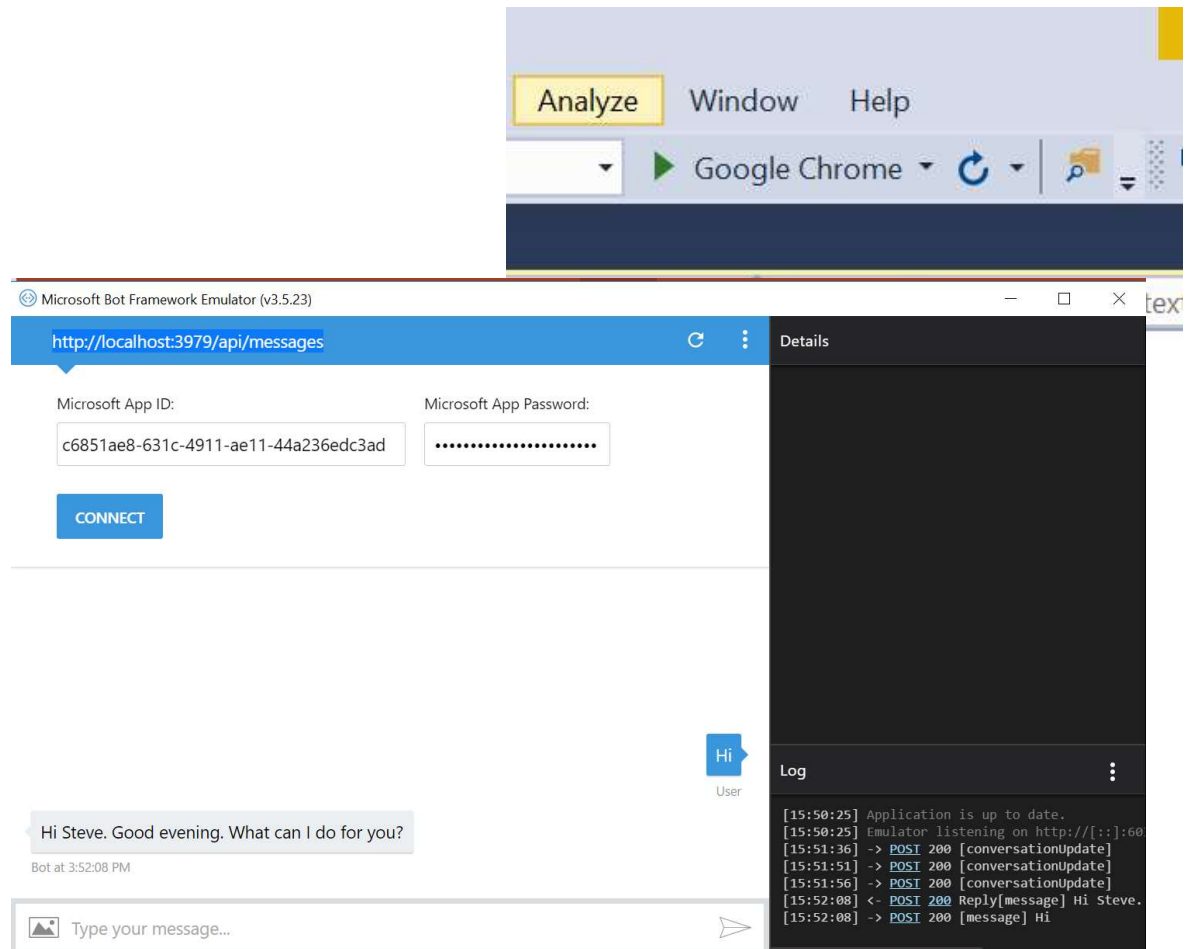 Analyze Window Help
Google Chrome
Microsoft Bot Framework Emulator (v3.5.23)
text
http://localhost:3979/api/messages
Details
Microsoft App ID:
Microsoft App Password:
c6851ae8-631c-4911-ae11-44a236edc3ad
••••••••••••••••••••••••
CONNECT
Hi
User
Hi Steve. Good evening. What can I do for you?
Bot at 3:52:08 PM
Type your message...
Log
[15:50:25] Application is up to date.
[15:50:25] Emulator listening on http://[::]:60
[15:51:36] -> POST 200 [conversationUpdate]
[15:51:51] -> POST 200 [conversationUpdate]
[15:51:56] -> POST 200 [conversationUpdate]
[15:52:08] <- POST 200 Reply[message] Hi Steve.
[15:52:08] -> POST 200 [message] Hi